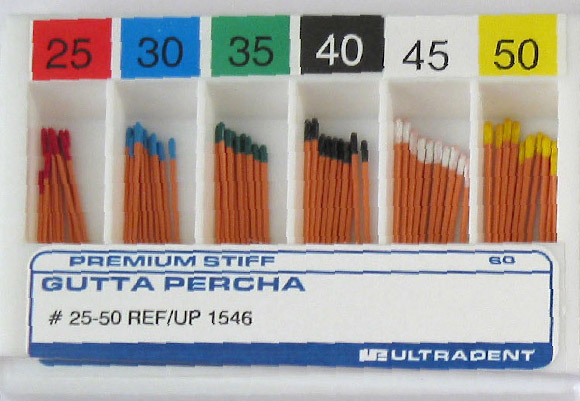 25 30 35 40 45 50
PREMIUM STIFF 60
GUTTA PERCHA
# 25-50 REF/UP 1546
ULTRADENT